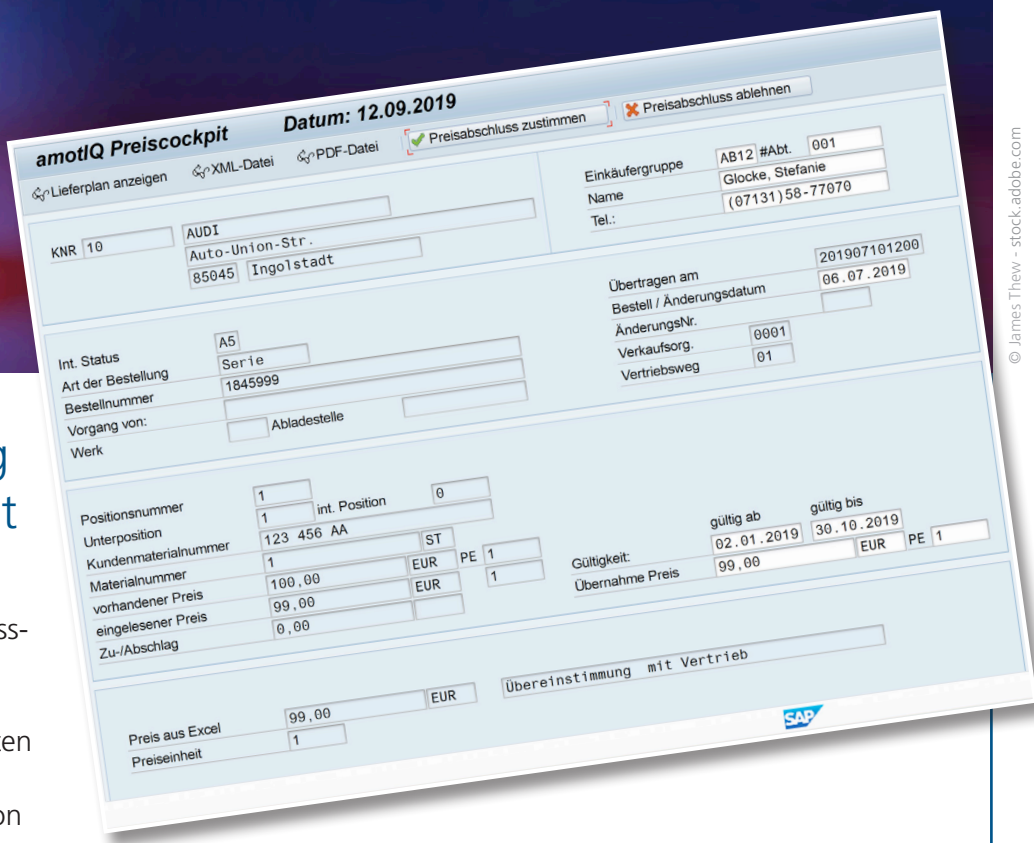 amotIQ Preiscockpit Datum: 12.09.2019
Lieferplan anzeigen XML-Datei PDF-Datei Preisabschluss zustimmen Preisabschluss ablehnen
KNR 10 AUDI
Auto-Union-Str.
85045 Ingolstadt
Einkäufergruppe AB12 #Abt. 001
Name Glocke, Stefanie
Tel.: (07131)58-77070
Int. Status A5
Art der Bestellung Serie
Bestellnummer 1845999
Vorgang von:
Werk Abladestelle
Übertragen am 201907101200
Bestell / Änderungsdatum 06.07.2019
ÄnderungsNr.
Verkaufsorg. 0001
Vertriebsweg 01
Positionsnummer 1
Unterposition 1 int. Position 0
Kundenmaterialnummer 123 456 AA
Materialnummer 1 ST
vorhandener Preis 100,00 EUR PE 1
eingelesener Preis 99,00 EUR 1
Zu-/Abschlag 0,00
gültig ab gültig bis
Gültigkeit: 02.01.2019 30.10.2019
Übernahme Preis 99,00 EUR PE 1
Preis aus Excel 99,00 EUR Übereinstimmung mit Vertrieb
Preiseinheit 1
SAP
© James Thew - stock.adobe.com
g
t
ss-
ten
on